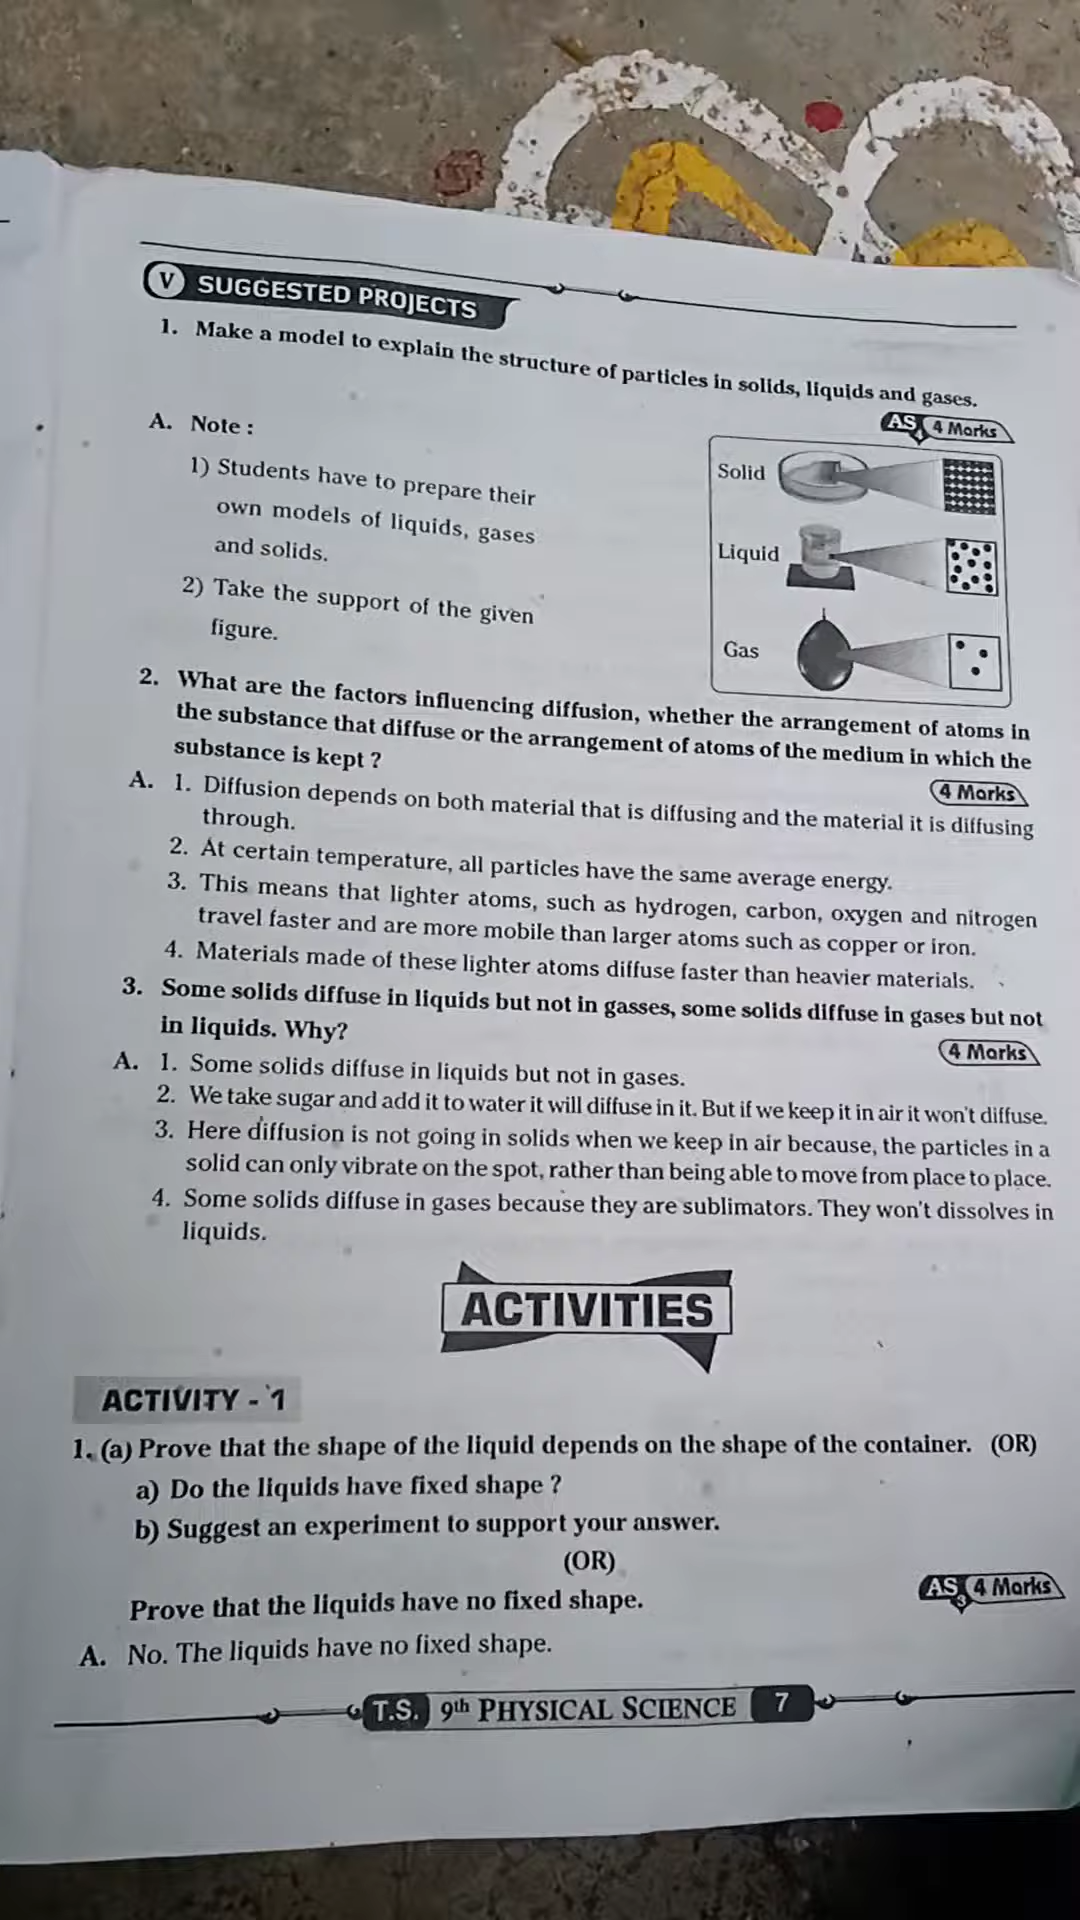 V SUGGESTED PROJECTS
1. Make a model to explain the structure of particles in solids, liquids and gases.
AS4 4 Marks
A. Note :
1) Students have to prepare their
own models of liquids, gases
and solids.
2) Take the support of the given
figure.
Solid
Liquid
Gas
2. What are the factors influencing diffusion, whether the arrangement of atoms in
the substance that diffuse or the arrangement of atoms of the medium in which the
substance is kept ?
4 Marks
A. 1. Diffusion depends on both material that is diffusing and the material it is diffusing
through.
2. At certain temperature, all particles have the same average energy.
3. This means that lighter atoms, such as hydrogen, carbon, oxygen and nitrogen
travel faster and are more mobile than larger atoms such as copper or iron.
4. Materials made of these lighter atoms diffuse faster than heavier materials.
3. Some solids diffuse in liquids but not in gasses, some solids diffuse in gases but not
in liquids. Why?
4 Marks
A. 1. Some solids diffuse in liquids but not in gases.
2. We take sugar and add it to water it will diffuse in it. But if we keep it in air it won't diffuse.
3. Here diffusion is not going in solids when we keep in air because, the particles in a
solid can only vibrate on the spot, rather than being able to move from place to place.
4. Some solids diffuse in gases because they are sublimators. They won't dissolves in
liquids.
ACTIVITIES
ACTIVITY - 1
1. (a) Prove that the shape of the liquid depends on the shape of the container. (OR)
a) Do the liquids have fixed shape ?
b) Suggest an experiment to support your answer.
(OR)
Prove that the liquids have no fixed shape.
AS3 4 Marks
A. No. The liquids have no fixed shape.
T.S. 9th PHYSICAL SCIENCE 7